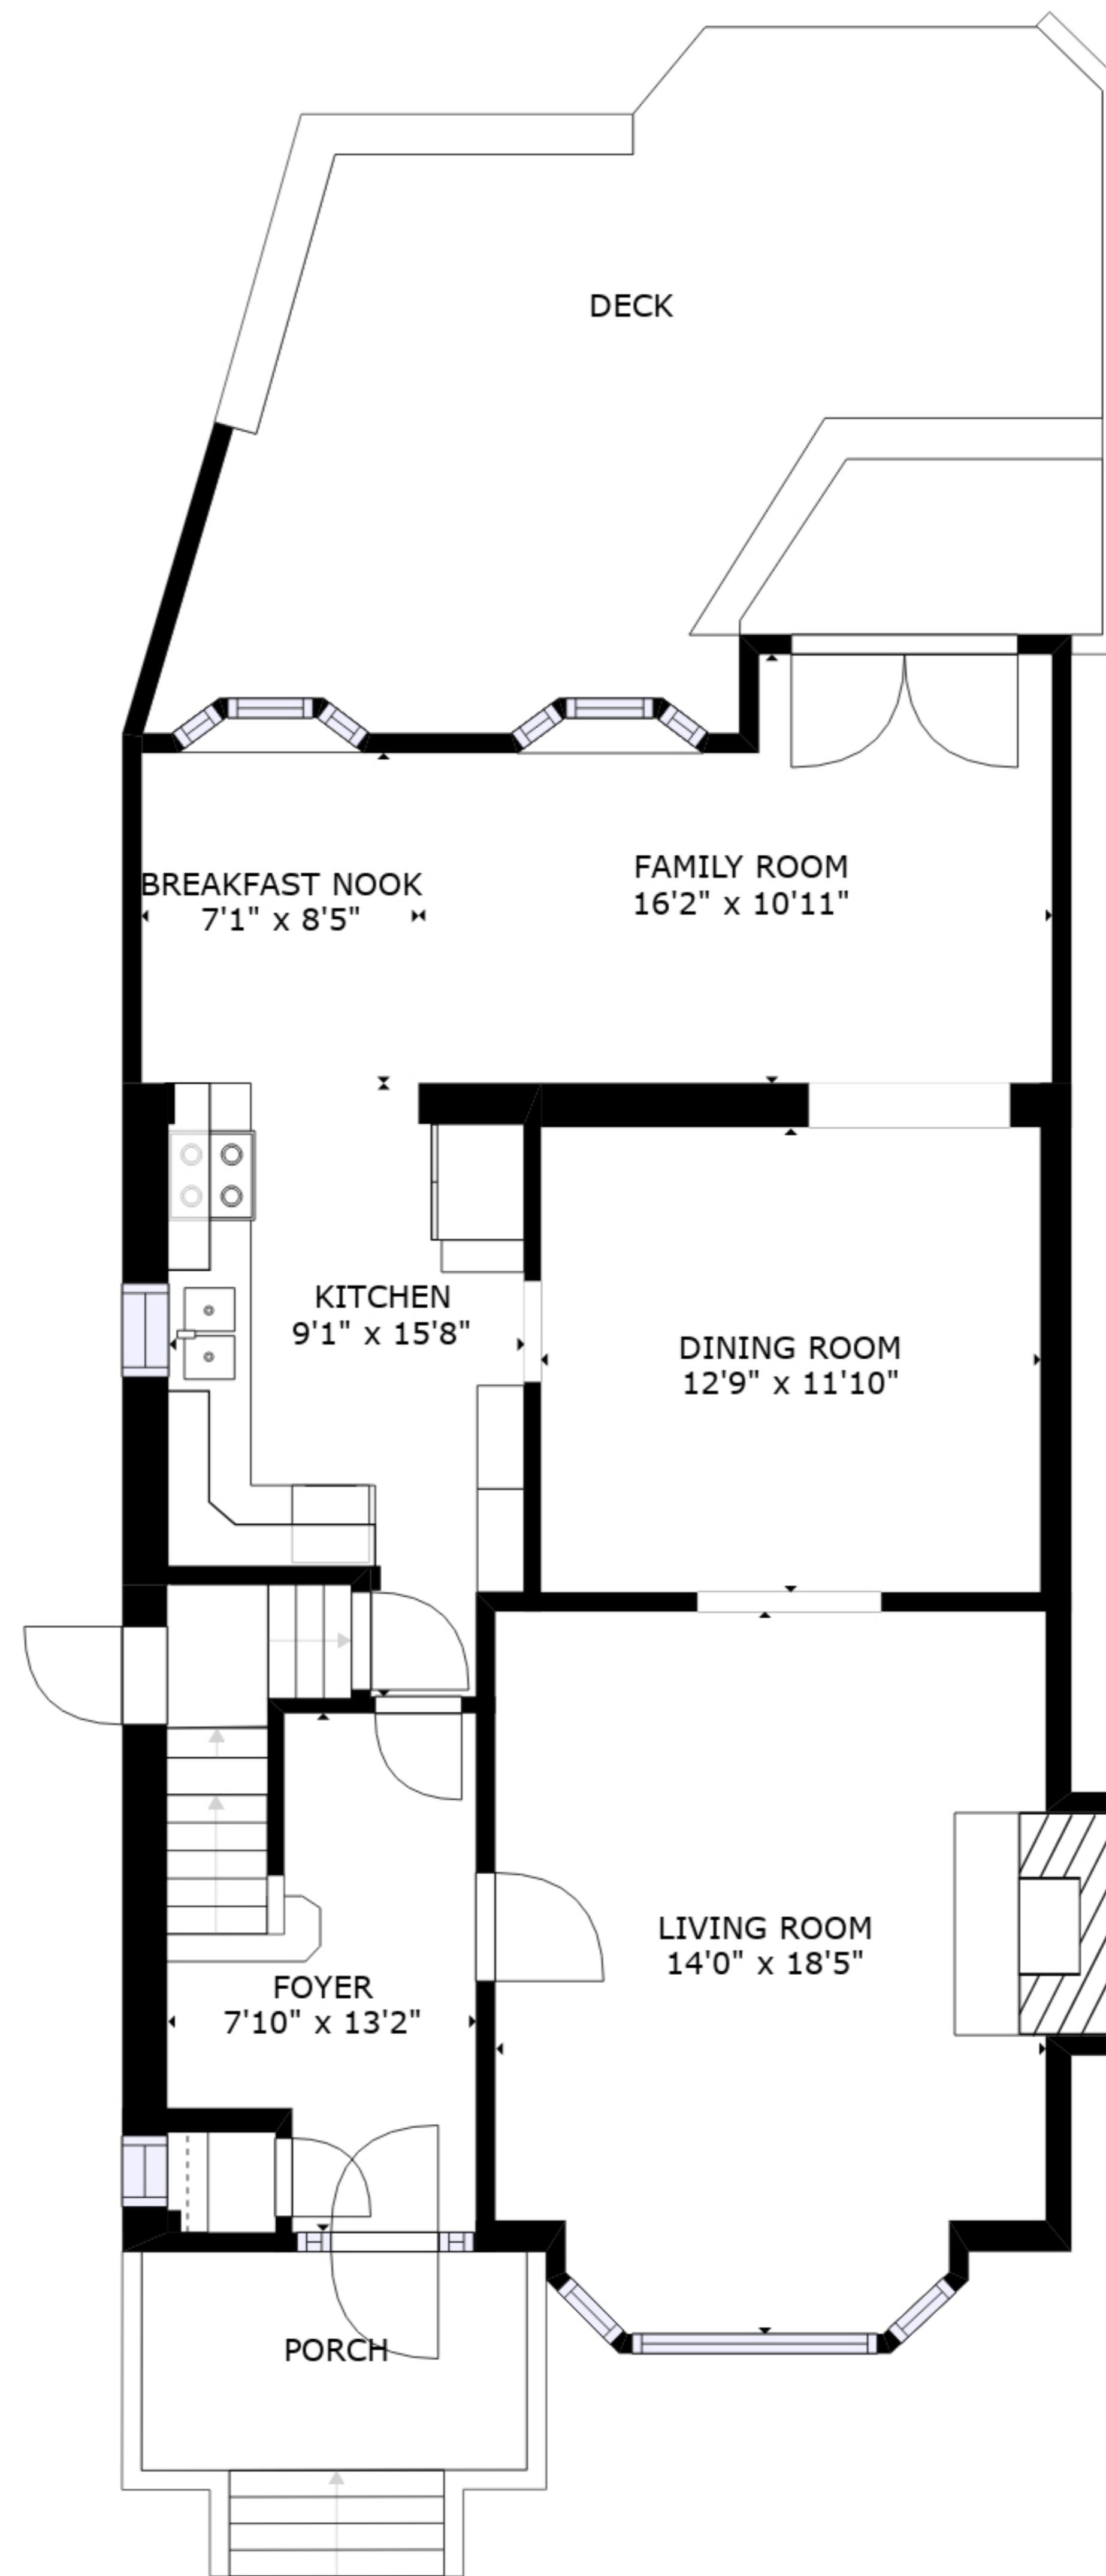 DECK
BREAKFAST NOOK
7'1" x 8'5"
FAMILY ROOM
16'2" x 10'11"
KITCHEN
9'1" x 15'8"
DINING ROOM
12'9" x 11'10"
LIVING ROOM
14'0" x 18'5"
FOYER
7'10" x 13'2"
PORCH